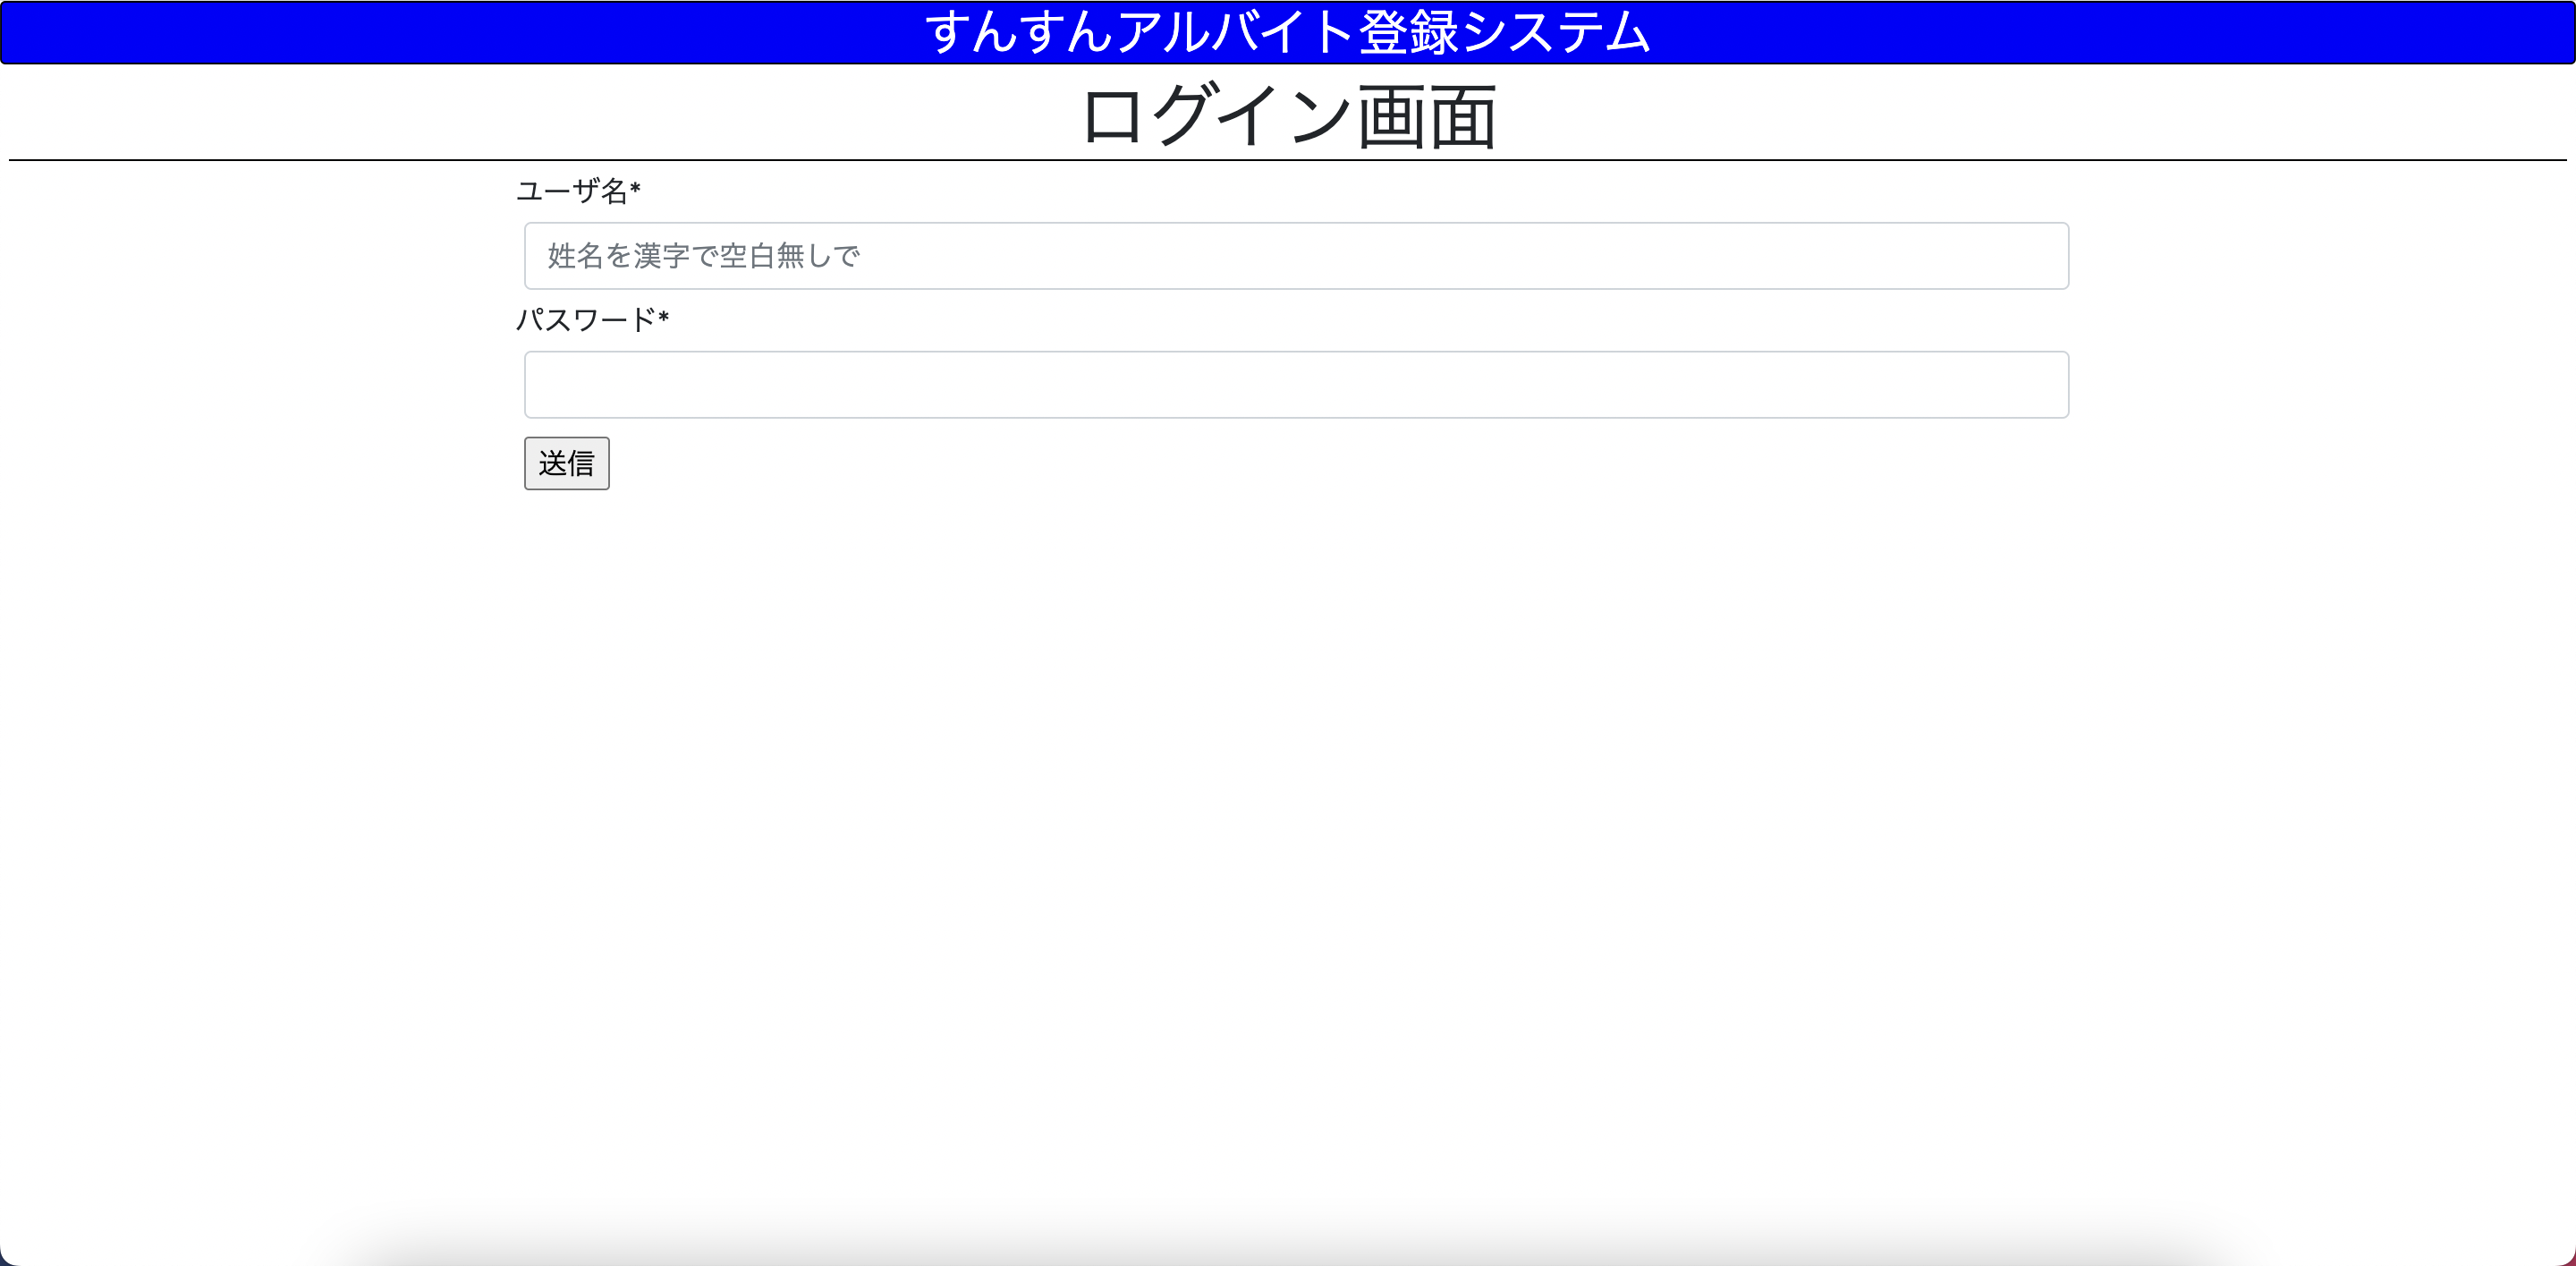 すんすんアルバイト登録システム
ログイン画面
ユーザ名*
姓名を漢字で空白無しで
パスワード*
送信